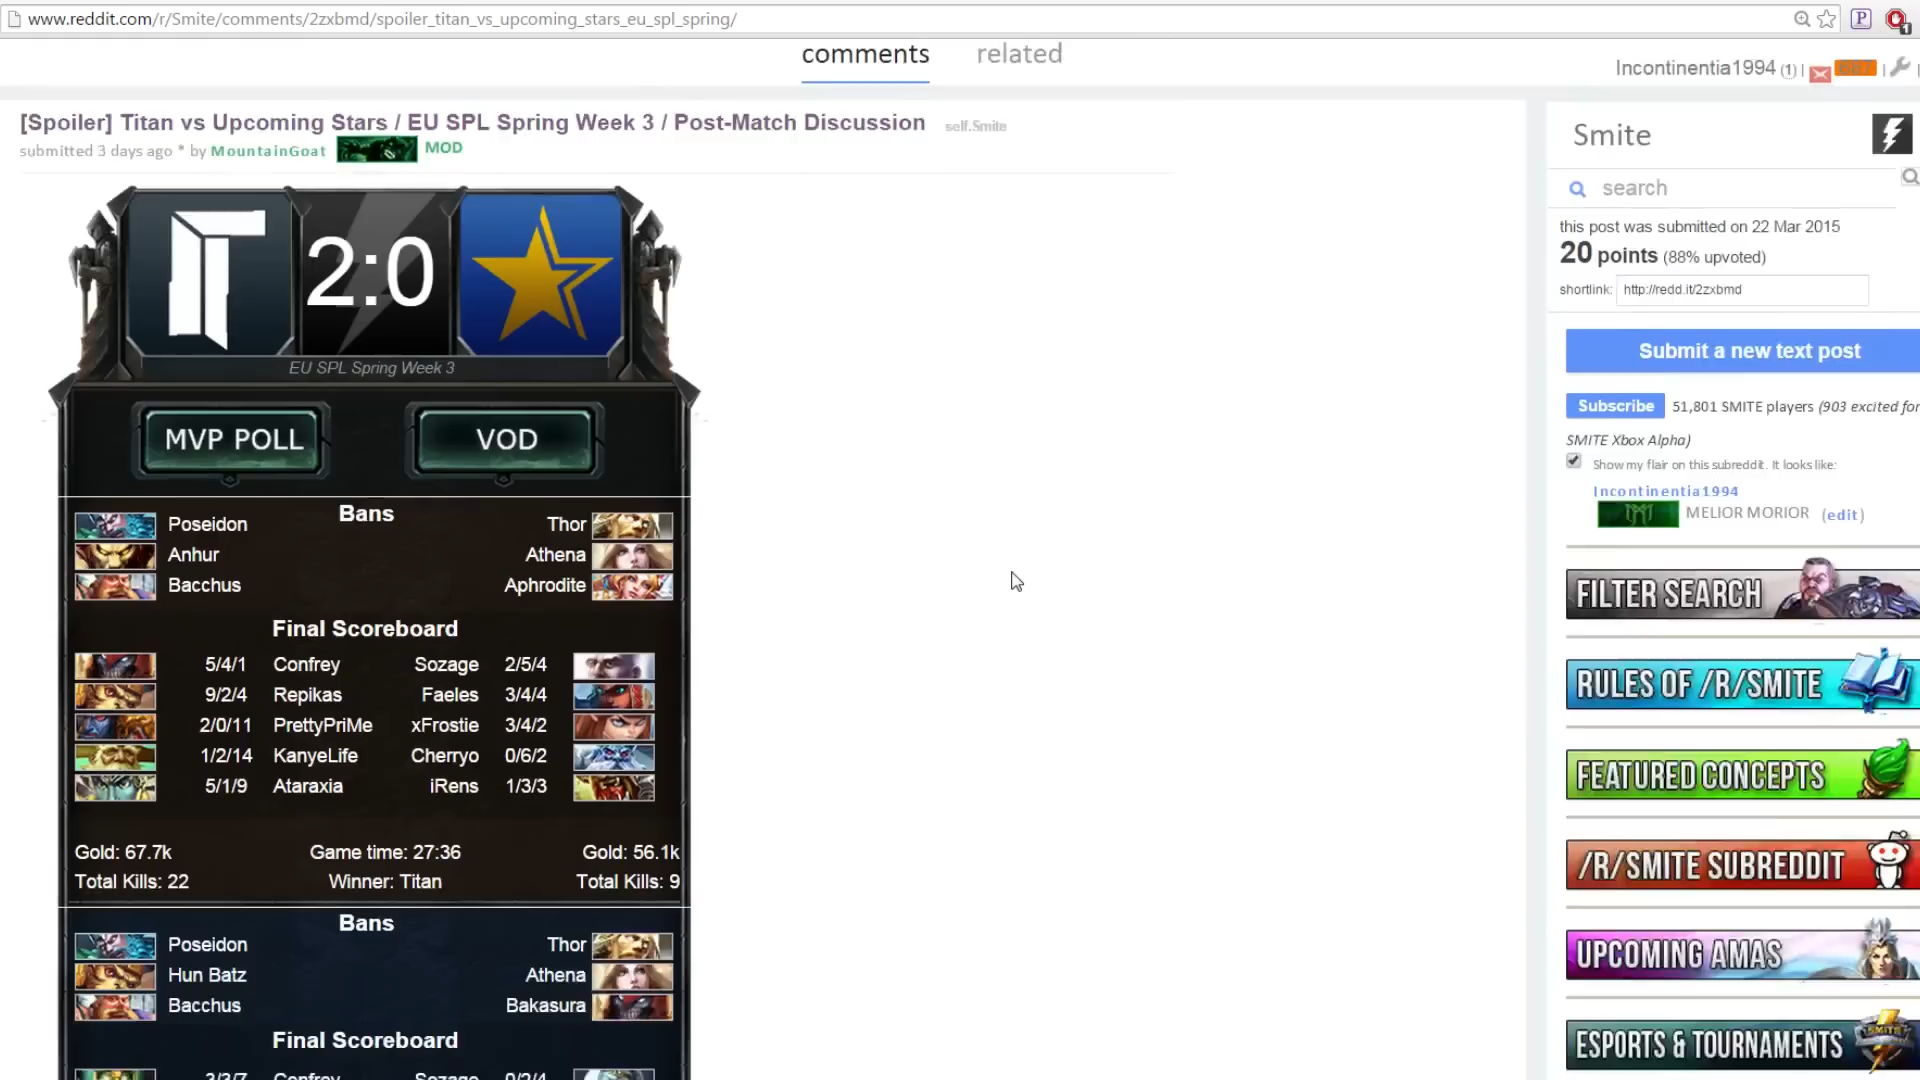 www.reddit.com/r/Smite/comments/2zxbmd/spoiler_titan_vs_upcoming_stars_eu_spl_spring/
comments related
Incontinentia1994 (1) |
[Spoiler] Titan vs Upcoming Stars / EU SPL Spring Week 3 / Post-Match Discussion self.Smite
submitted 3 days ago * by MountainGoat MOD
2:0
EU SPL Spring Week 3
MVP POLL VOD
Bans
Poseidon Thor
Anhur Athena
Bacchus Aphrodite
Final Scoreboard
5/4/1 Confrey Sozage 2/5/4
9/2/4 Repikas Faeles 3/4/4
2/0/11 PrettyPriMe xFrostie 3/4/2
1/2/14 KanyeLife Cherryo 0/6/2
5/1/9 Ataraxia iRens 1/3/3
Gold: 67.7k Game time: 27:36 Gold: 56.1k
Total Kills: 22 Winner: Titan Total Kills: 9
Bans
Poseidon Thor
Hun Batz Athena
Bacchus Bakasura
Final Scoreboard
3/3/7 Confrey Sozage 0/2/4
Smite
search
this post was submitted on 22 Mar 2015
20 points (88% upvoted)
shortlink: http://redd.it/2zxbmd
Submit a new text post
Subscribe 51,801 SMITE players (903 excited for
SMITE Xbox Alpha)
Show my flair on this subreddit. It looks like:
Incontinentia1994
MELIOR MORIOR (edit)
FILTER SEARCH
RULES OF /R/SMITE
FEATURED CONCEPTS
/R/SMITE SUBREDDIT
UPCOMING AMAS
ESPORTS & TOURNAMENTS